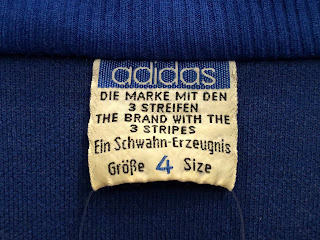 adidas
DIE MARKE MIT DEN
3 STREIFEN
THE BRAND WITH THE
3 STRIPES
Ein Schwahn-Erzeugnis
Größe 4 Size